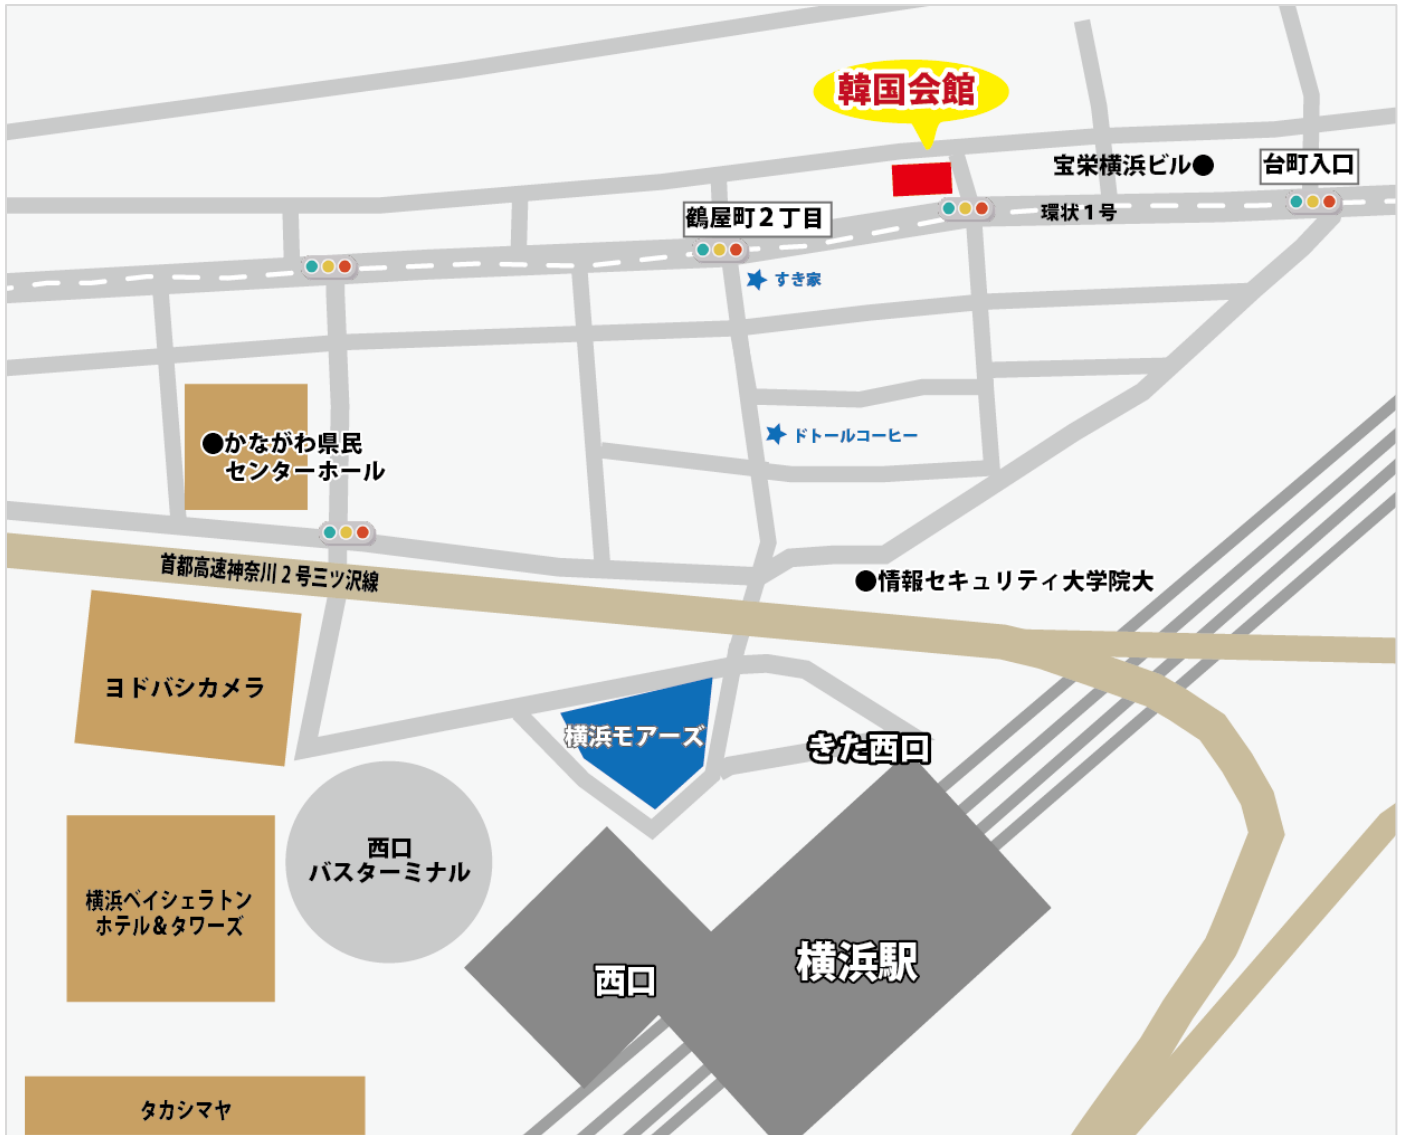 韓国会館
宝栄横浜ビル●
台町入口
鶴屋町2丁目
環状1号
★すき家
●かながわ県民
センターホール
★ドトールコーヒー
首都高速神奈川2号三ツ沢線
●情報セキュリティ大学院大
ヨドバシカメラ
横浜モアーズ
きた西口
西口
バスターミナル
横浜ベイシェラトン
ホテル&タワーズ
横浜駅
西口
タカシマヤ